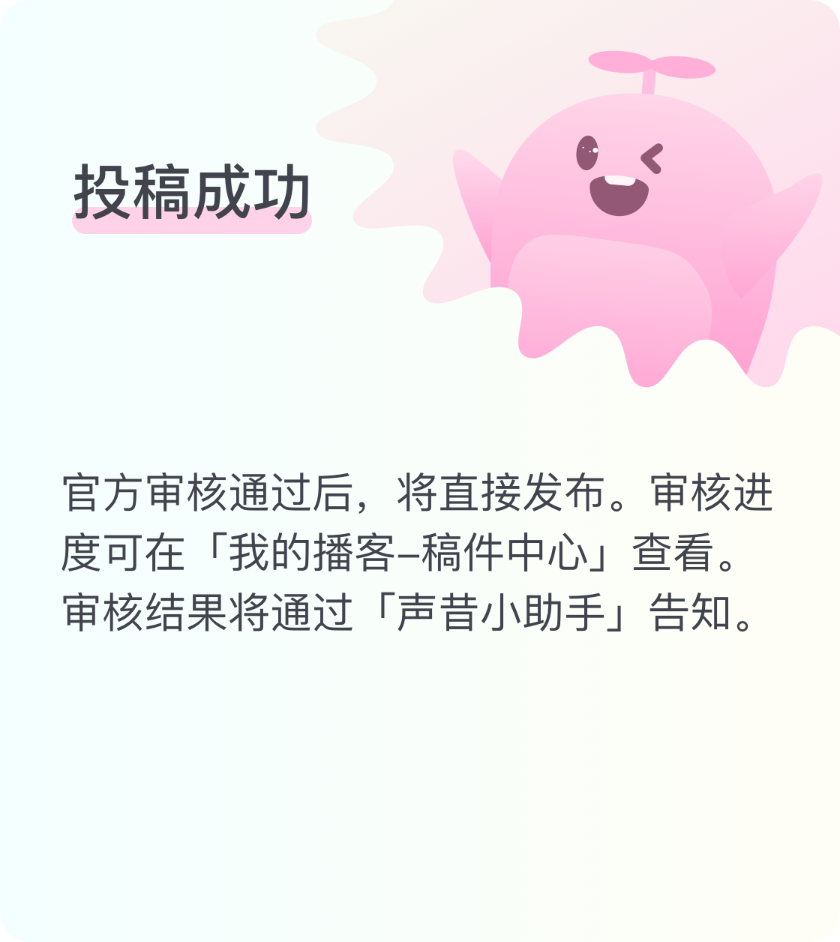 投稿成功
官方审核通过后，将直接发布。审核进
度可在「我的播客–稿件中心」查看。
审核结果将通过「声昔小助手」告知。